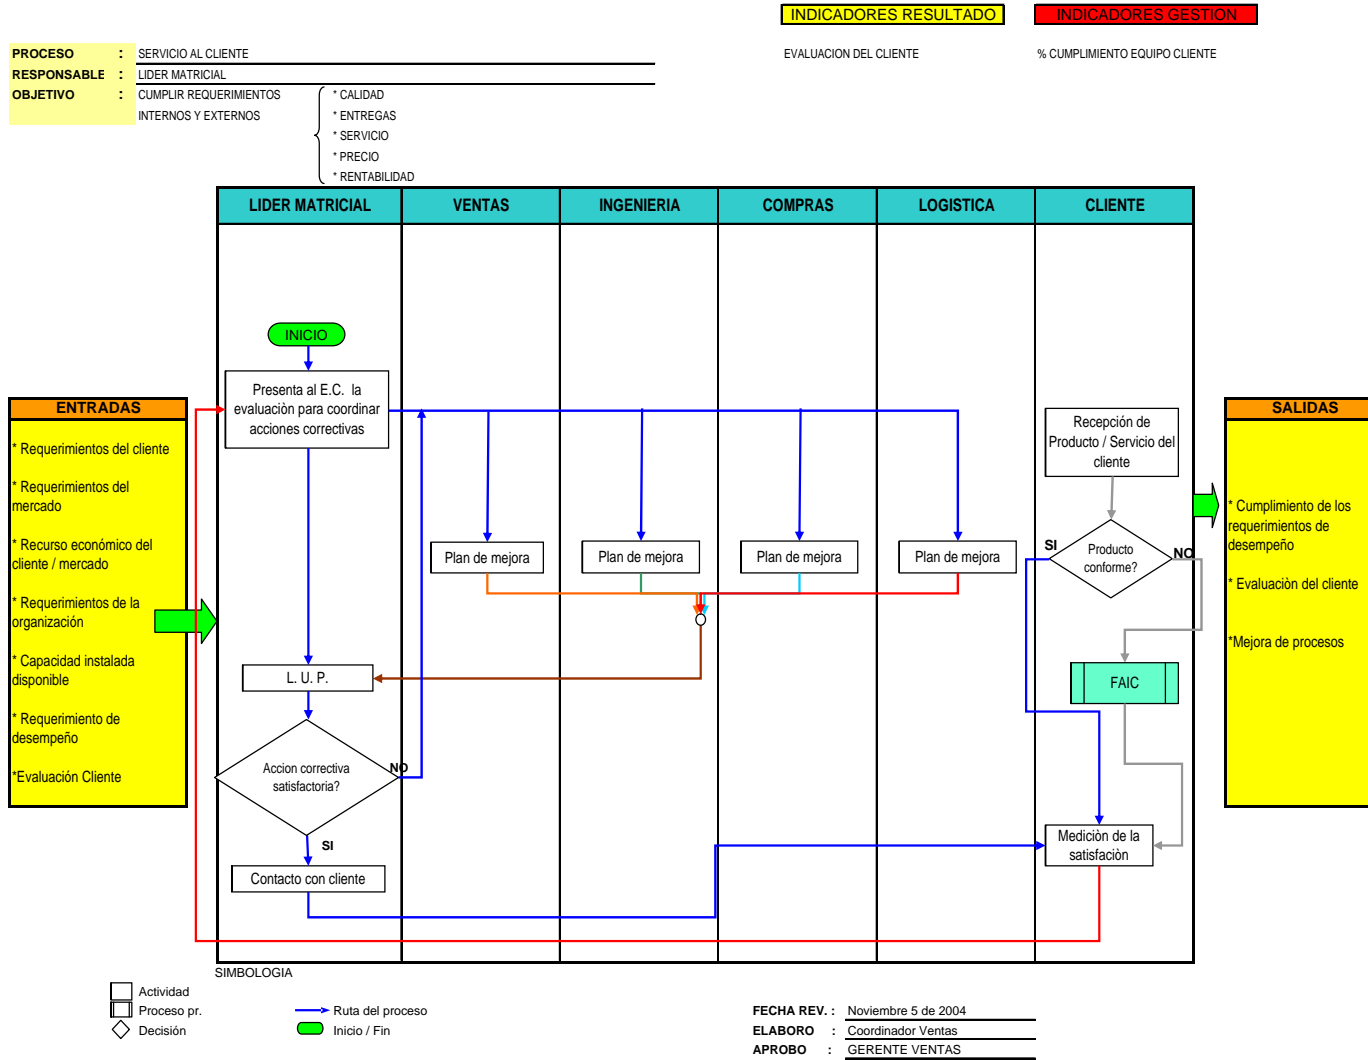 INDICADORES RESULTADO
INDICADORES GESTION
EVALUACION DEL CLIENTE
% CUMPLIMIENTO EQUIPO CLIENTE
PROCESO : SERVICIO AL CLIENTE
RESPONSABLE : LIDER MATRICIAL
OBJETIVO : CUMPLIR REQUERIMIENTOS
INTERNOS Y EXTERNOS
* CALIDAD
* ENTREGAS
* SERVICIO
* PRECIO
* RENTABILIDAD
LIDER MATRICIAL
VENTAS
INGENIERIA
COMPRAS
LOGISTICA
CLIENTE
INICIO
Presenta al E.C. la
evaluaciòn para coordinar
acciones correctivas
ENTRADAS
* Requerimientos del cliente
* Requerimientos del
mercado
* Recurso económico del
cliente / mercado
* Requerimientos de la
organización
* Capacidad instalada
disponible
* Requerimiento de
desempeño
*Evaluación Cliente
Plan de mejora
Plan de mejora
Plan de mejora
Plan de mejora
L. U. P.
Accion correctiva
satisfactoria?
NO
SI
Contacto con cliente
Recepción de
Producto / Servicio del
cliente
SI
Producto
conforme?
NO
FAIC
Mediciòn de la
satisfaciòn
SALIDAS
* Cumplimiento de los
requerimientos de
desempeño
* Evaluaciòn del cliente
*Mejora de procesos
SIMBOLOGIA
Actividad
Proceso pr.
Decisión
Ruta del proceso
Inicio / Fin
FECHA REV. : Noviembre 5 de 2004
ELABORO : Coordinador Ventas
APROBO : GERENTE VENTAS